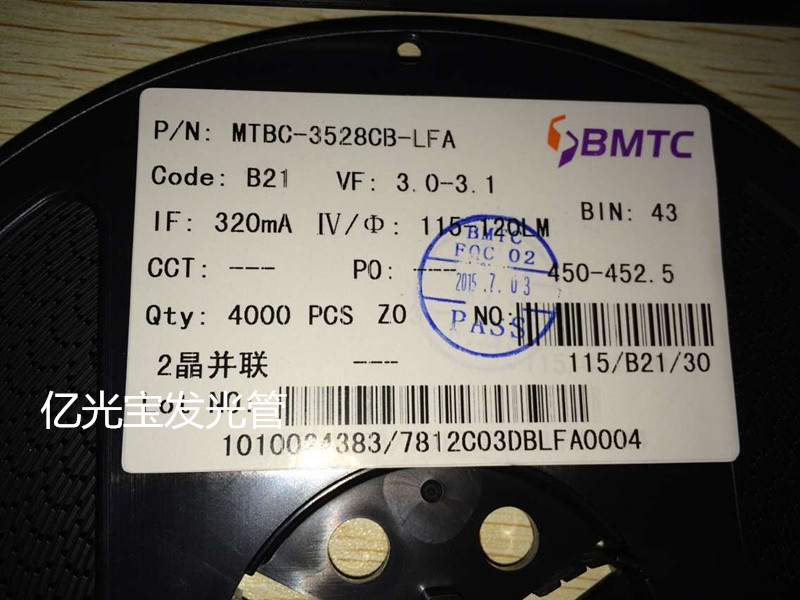 P/N: MTBC-3528CB-LFA
BMTC
Code: B21 VF: 3.0-3.1
BIN: 43
IF: 320mA Ⅳ/Φ: 115-120LM
CCT: --- PO: ---- 450-452.5
BMTC
FQC 02
2015.7.03
PASS
Qty: 4000 PCS Z0 NO:
2晶并联 --- 115/B21/30
亿光宝发光管
Lot NO:
1010024383/7812C03DBLFA0004